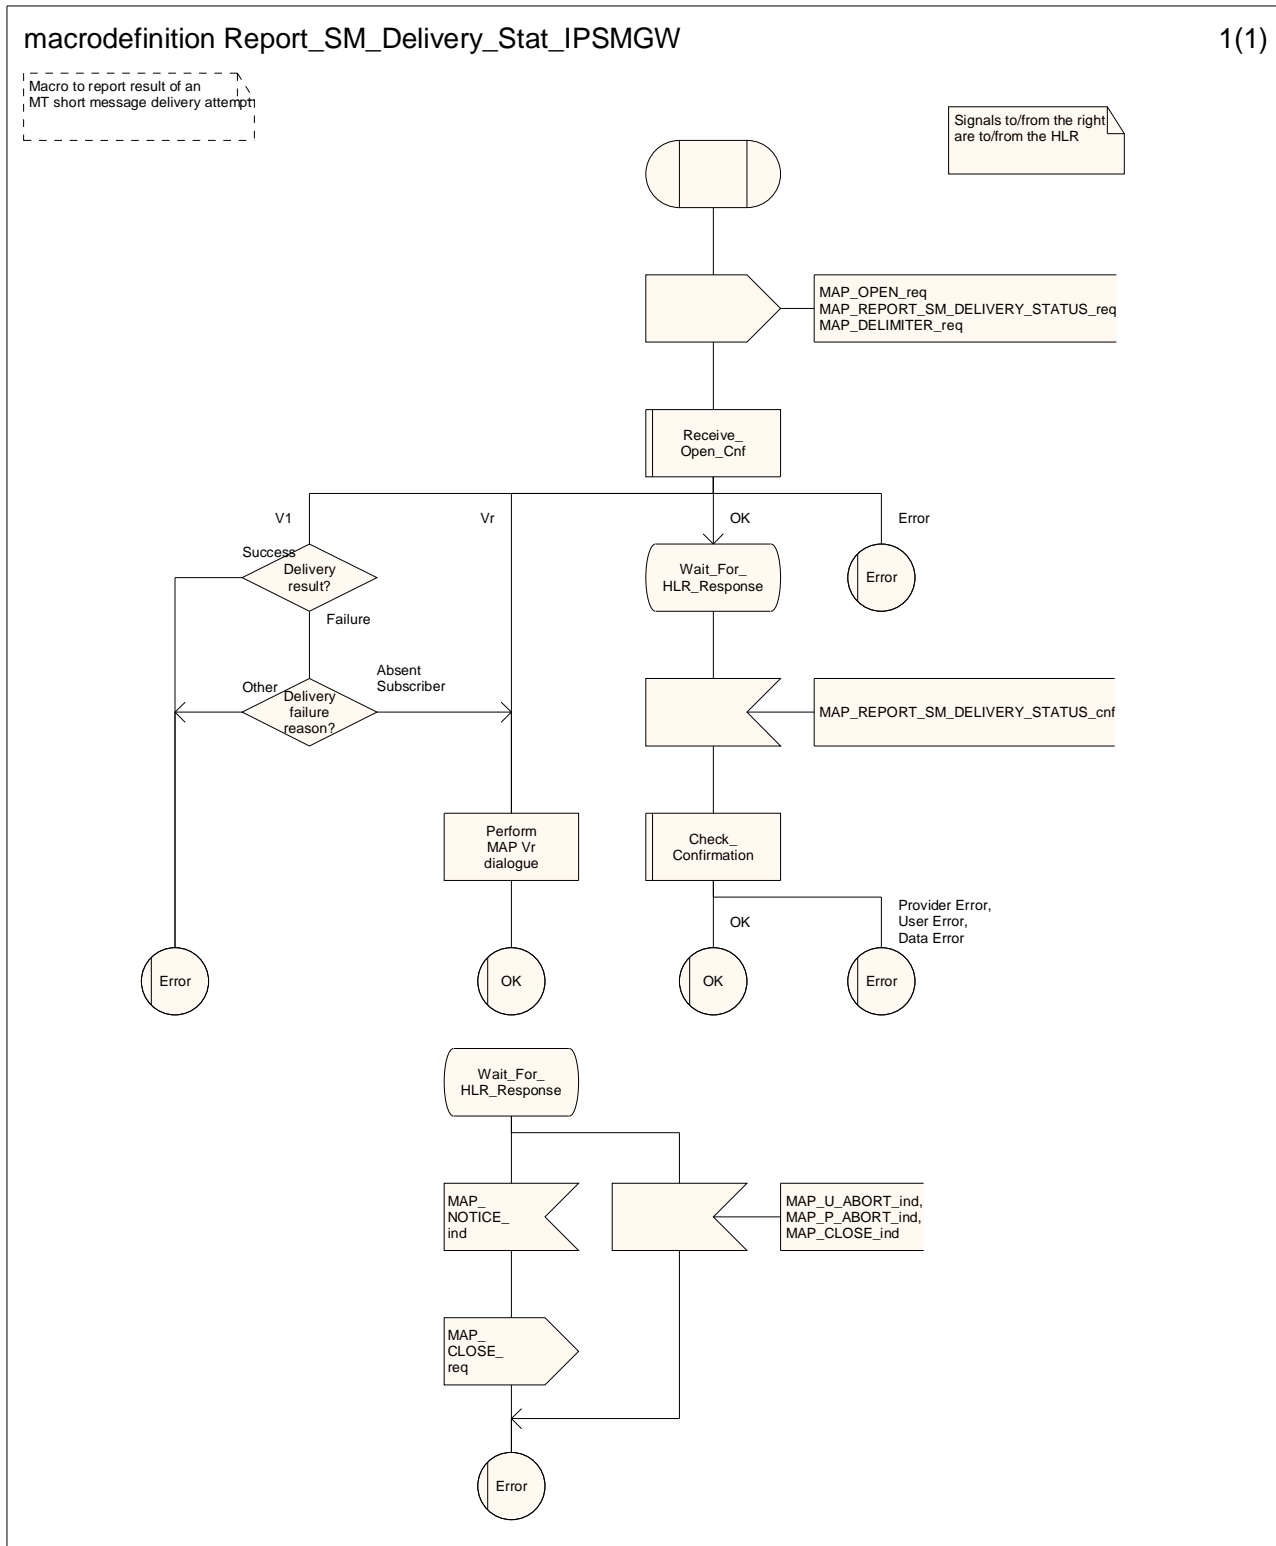 macrodefinition Report_SM_Delivery_Stat_IPSMGW
1(1)
Macro to report result of an
MT short message delivery attempt
Signals to/from the right
are to/from the HLR
MAP_OPEN_req
MAP_REPORT_SM_DELIVERY_STATUS_req
MAP_DELIMITER_req
Receive_
Open_Cnf
V1
Vr
OK
Error
Success
Delivery
result?
Wait_For_
HLR_Response
Error
Failure
Absent
Subscriber
Other
Delivery
failure
reason?
MAP_REPORT_SM_DELIVERY_STATUS_cnf
Perform
MAP Vr
dialogue
Check_
Confirmation
OK
Provider Error,
User Error,
Data Error
Error
OK
OK
Error
Wait_For_
HLR_Response
MAP_
NOTICE_
ind
MAP_U_ABORT_ind,
MAP_P_ABORT_ind,
MAP_CLOSE_ind
MAP_
CLOSE_
req
Error